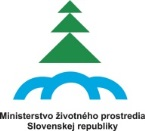 Ministerstvo životného prostredia
Slovenskej republiky